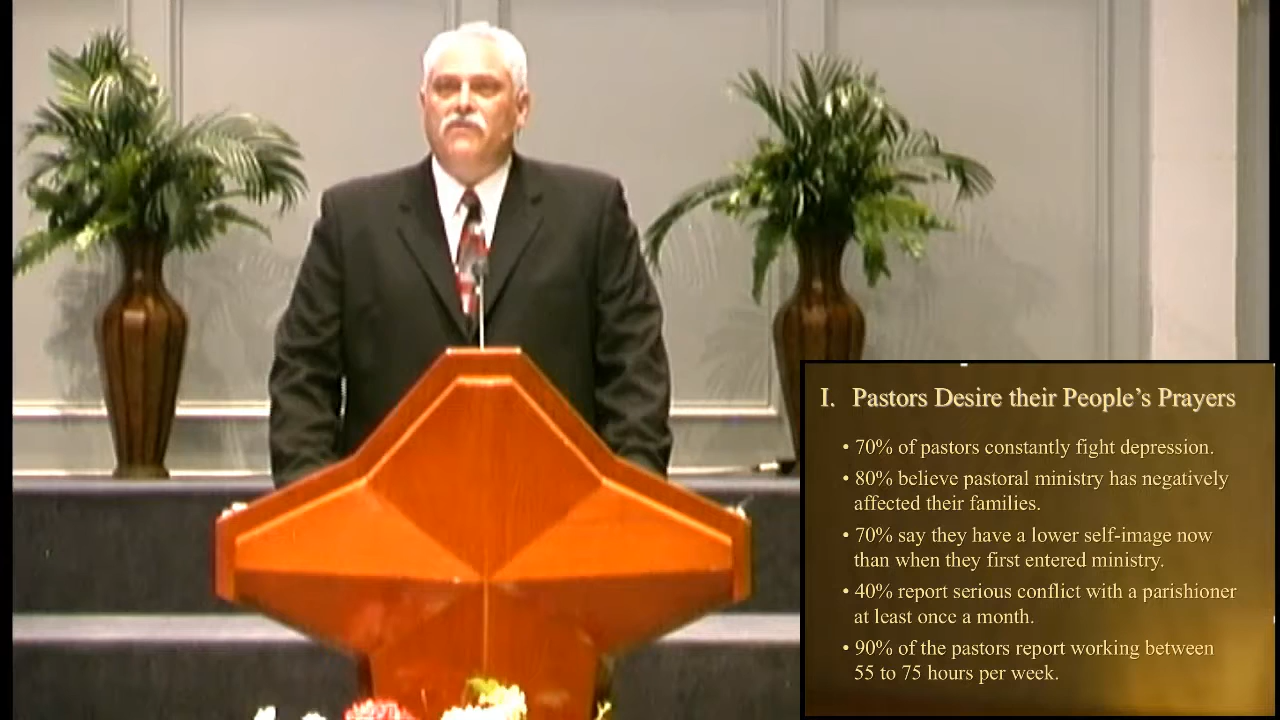 I. Pastors Desire their People's Prayers
• 70% of pastors constantly fight depression.
• 80% believe pastoral ministry has negatively
affected their families.
• 70% say they have a lower self-image now
than when they first entered ministry.
• 40% report serious conflict with a parishioner
at least once a month.
• 90% of the pastors report working between
55 to 75 hours per week.